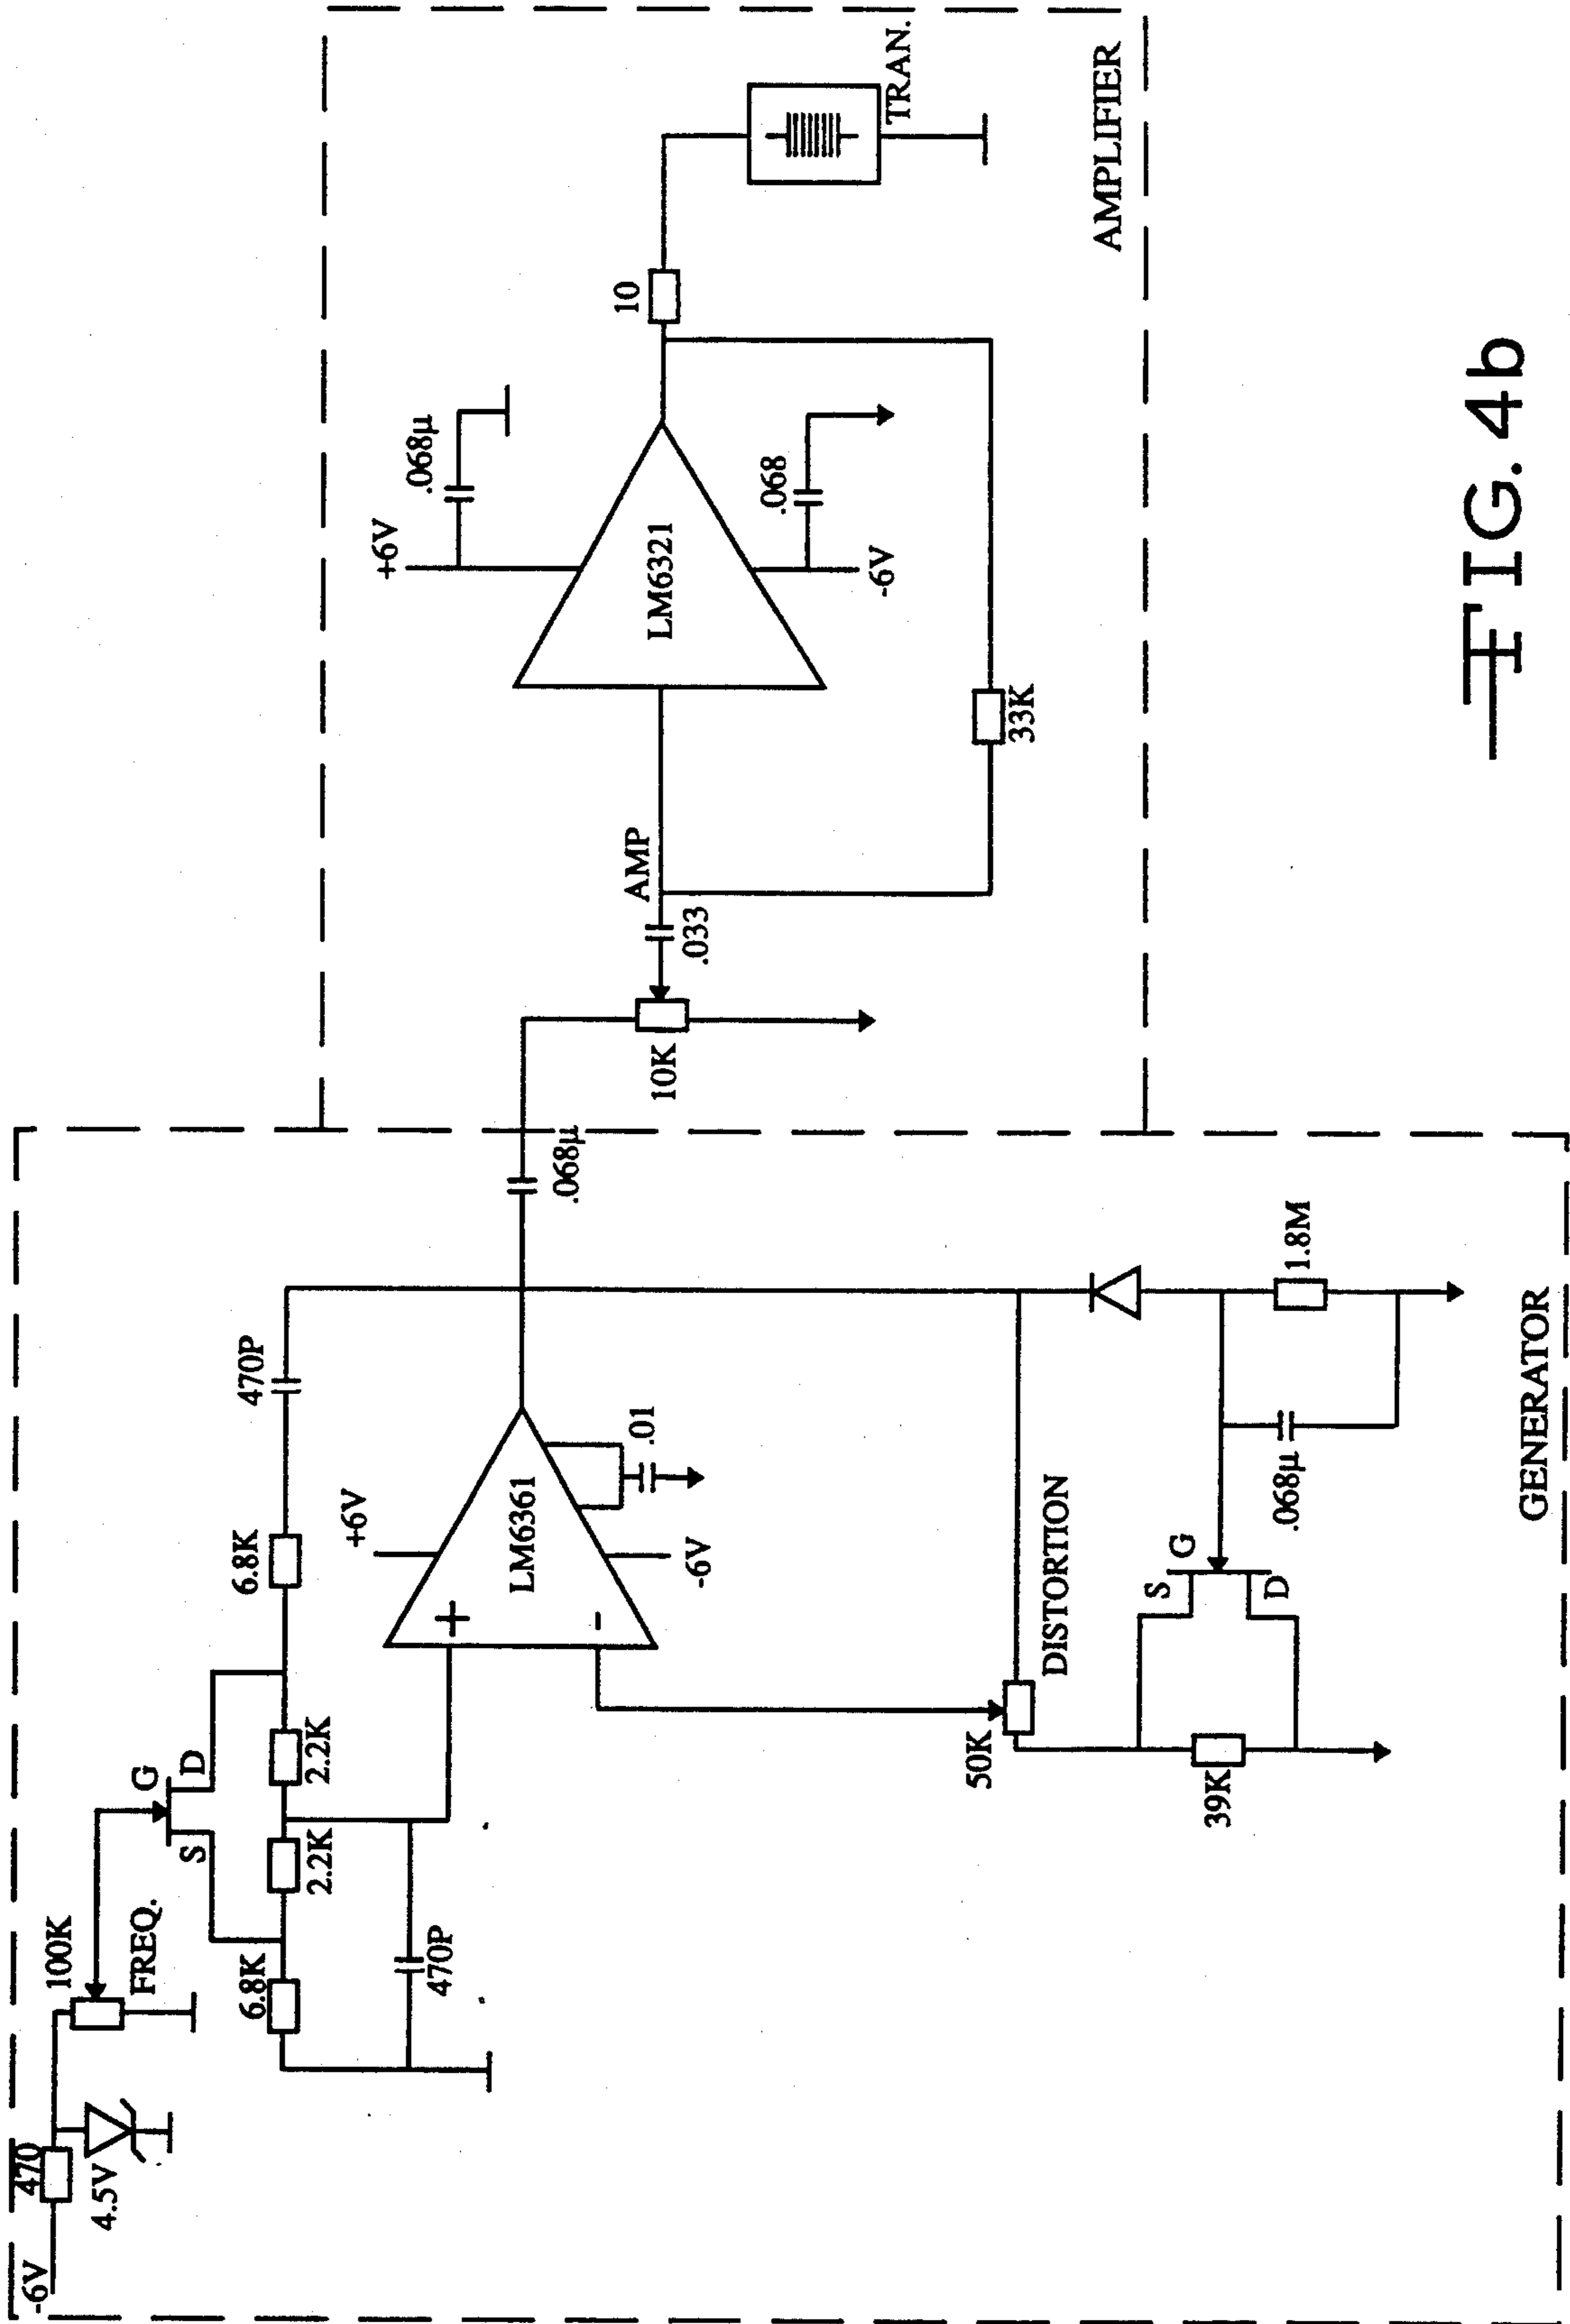 -6V
470
4.5V
100K
FREQ.
G
S
D
6.8K
2.2K
2.2K
6.8K
470P
470P
+6V
+
-
LM6361
-6V
.01
.068µ
50K
DISTORTION
39K
S
G
D
.068µ
1.8M
GENERATOR
10K
.033
AMP
+6V
.068µ
LM6321
-6V
.068
33K
10
TRAN.
AMPLIFIER
FIG. 4b